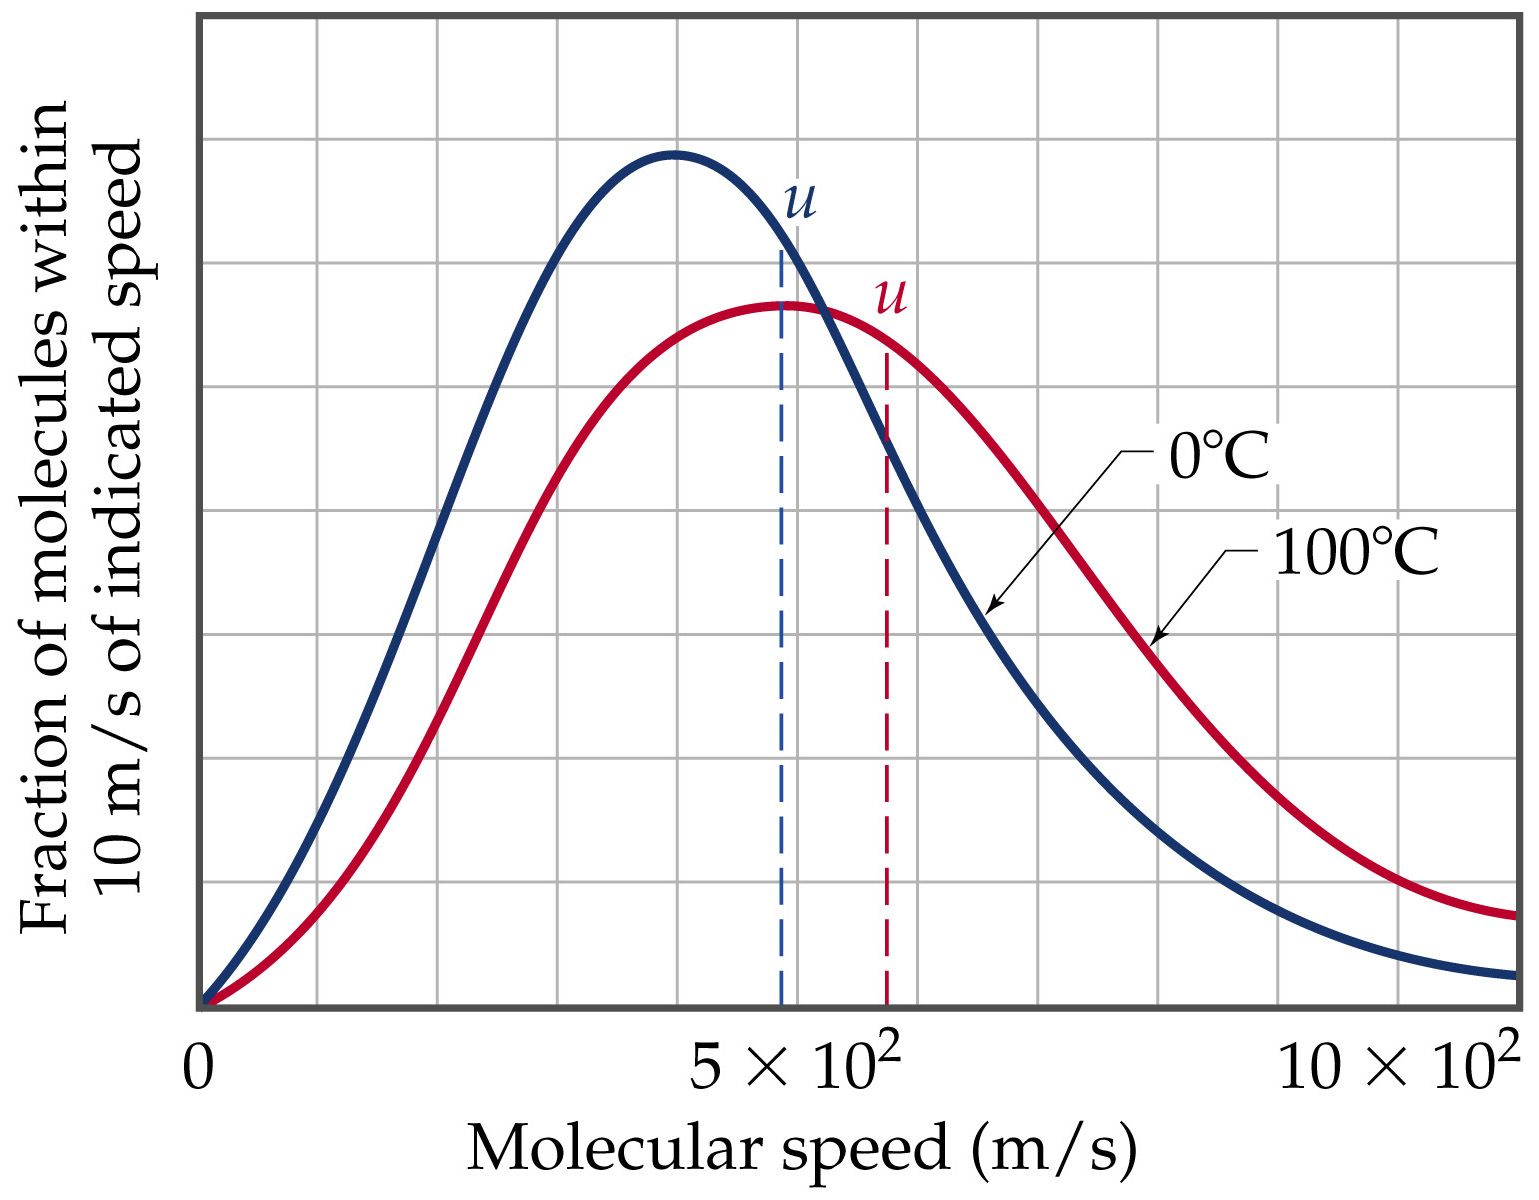 Fraction of molecules within
10 m/s of indicated speed
u
u
0°C
100°C
0
5 × 10²
10 × 10²
Molecular speed (m/s)